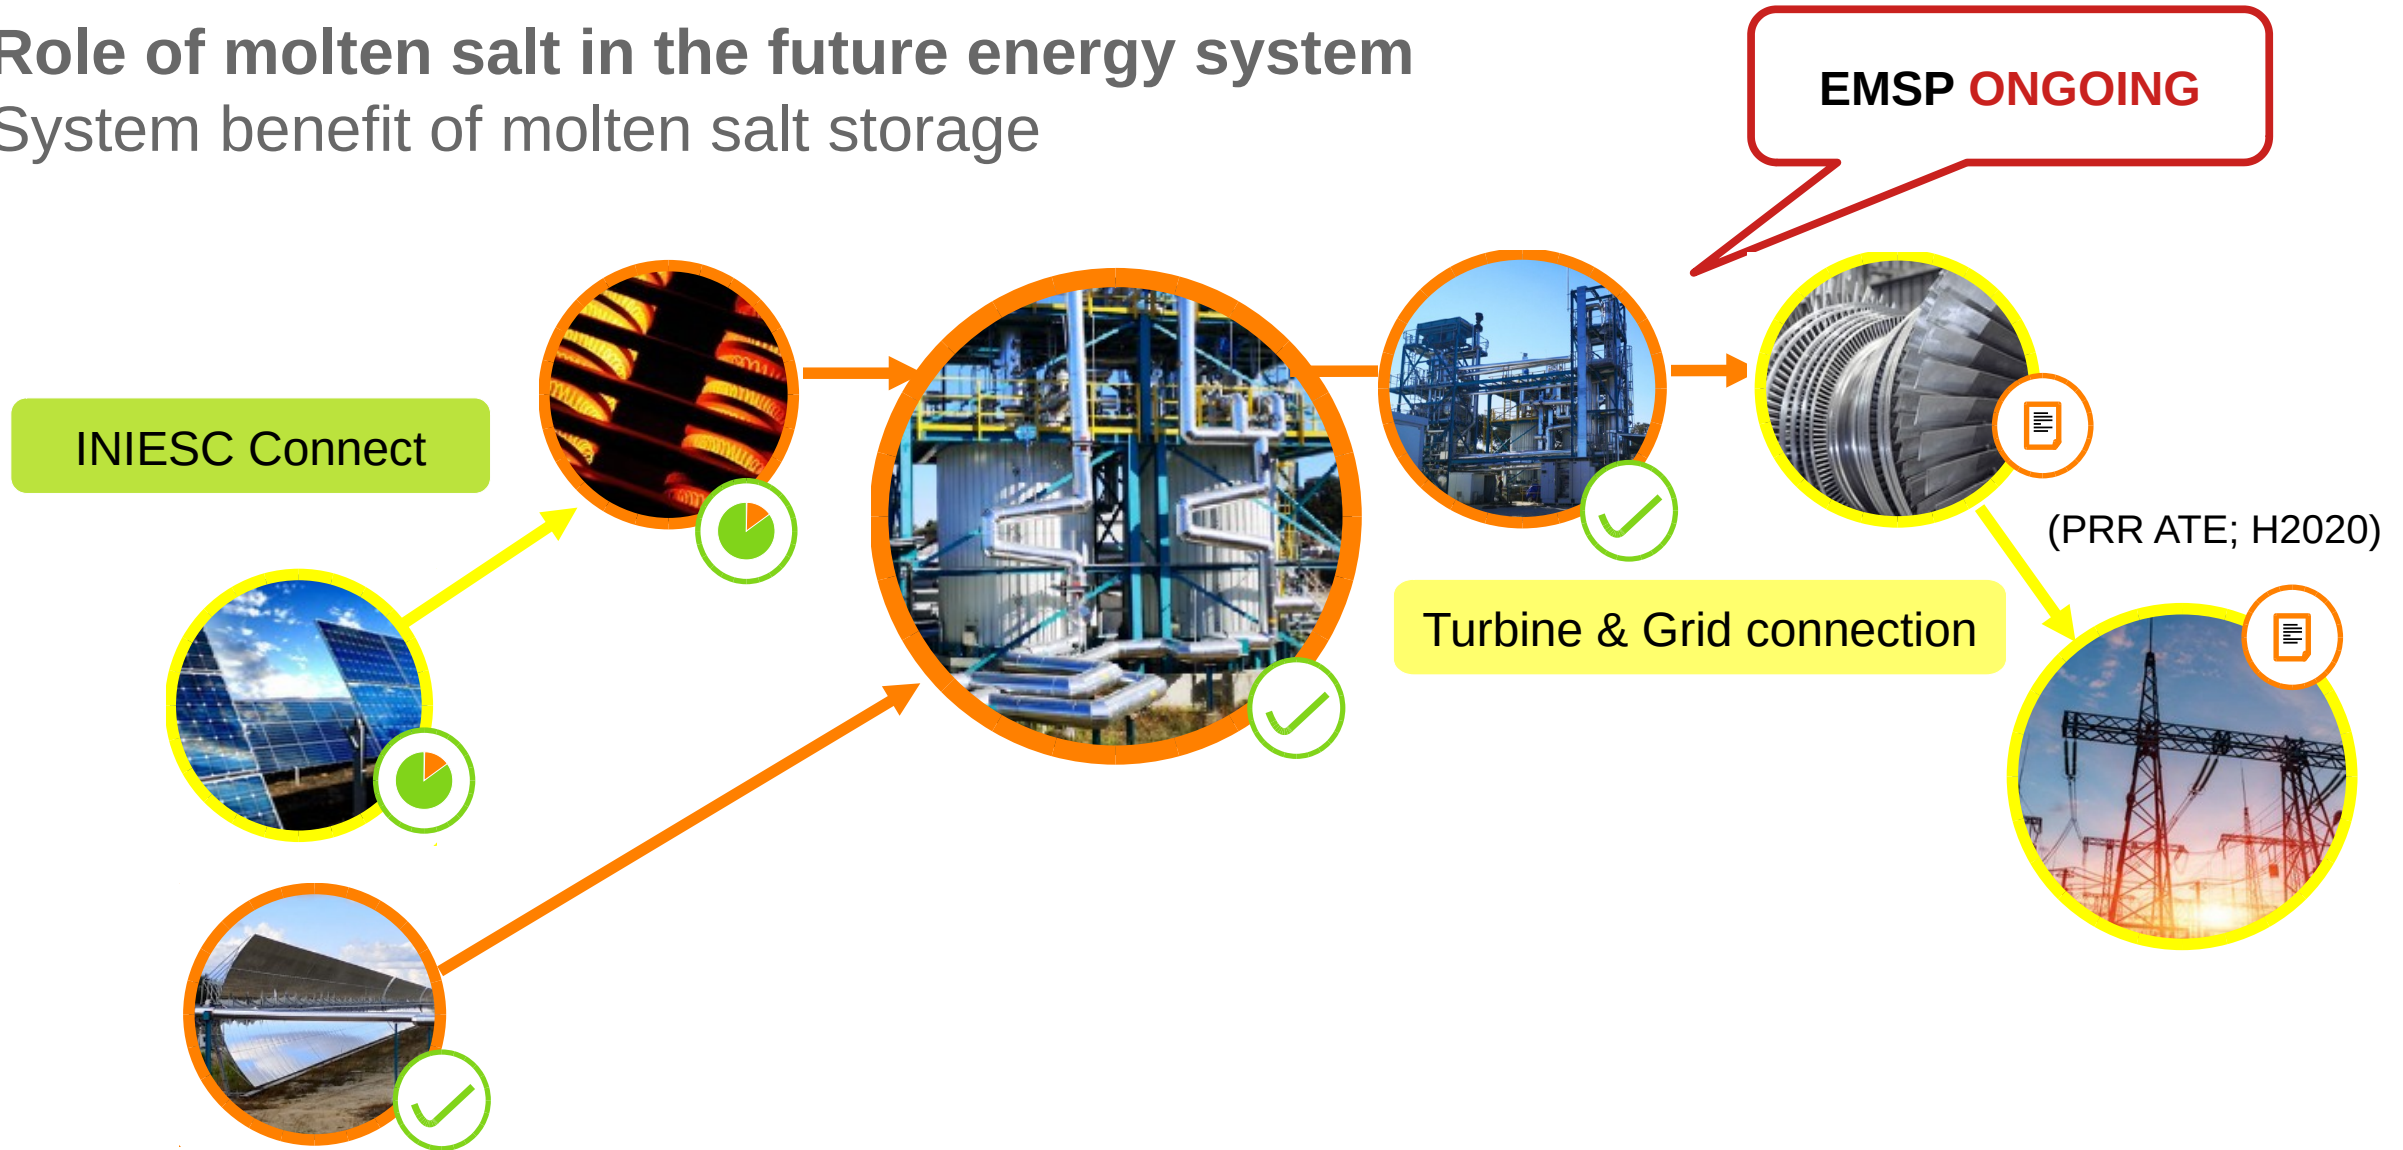 Role of molten salt in the future energy system
System benefit of molten salt storage
EMSP ONGOING
INIESC Connect
(PRR ATE; H2020)
Turbine & Grid connection